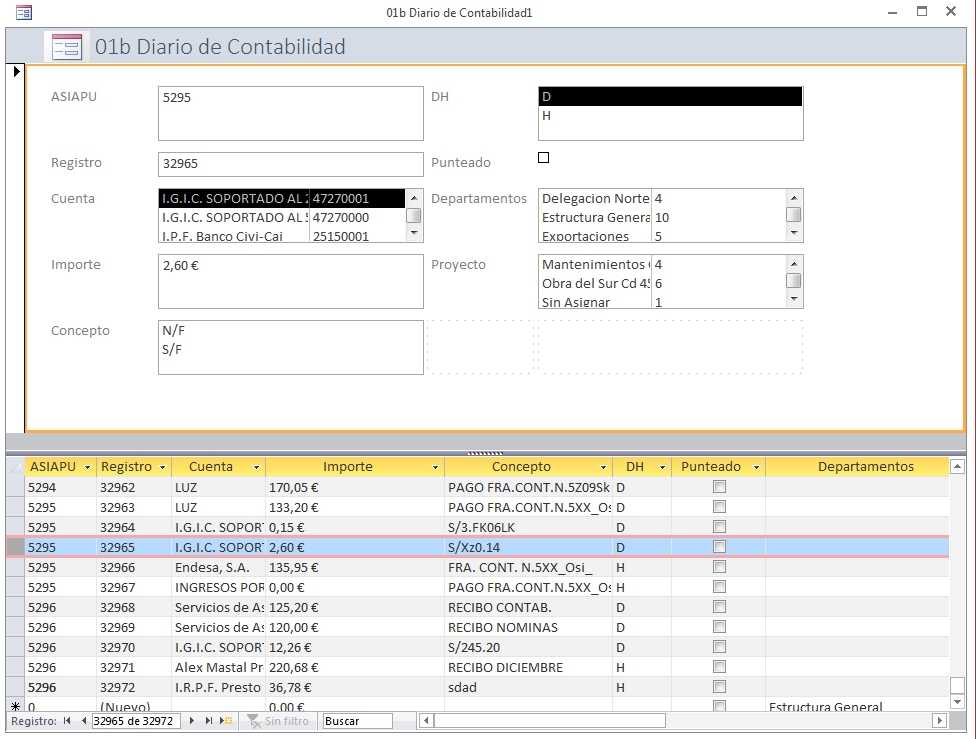 01b Diario de Contabilidad1
01b Diario de Contabilidad
ASIAPU 5295 DH D
H
Registro 32965 Punteado
Cuenta I.G.I.C. SOPORTADO AL 47270001 Departamentos Delegacion Norte 4
I.G.I.C. SOPORTADO AL 47270000 Estructura Genera 10
I.P.F. Banco Civi-Cai 25150001 Exportaciones 5
Importe 2,60 € Proyecto Mantenimientos 4
Obra del Sur Cd 45 6
Sin Asignar 1
Concepto N/F
S/F
ASIAPU Registro Cuenta Importe Concepto DH Punteado Departamentos
5294 32962 LUZ 170,05 € PAGO FRA.CONT.N.5Z09Sk D
5295 32963 LUZ 133,20 € PAGO FRA.CONT.N.5XX_Os D
5295 32964 I.G.I.C. SOPOR 0,15 € S/3.FK06LK D
5295 32965 I.G.I.C. SOPOR 2,60 € S/Xz0.14 D
5295 32966 Endesa, S.A. 135,95 € FRA. CONT. N.5XX_Osi_ H
5295 32967 INGRESOS POR 0,00 € PAGO FRA.CONT.N.5XX_Os H
5296 32968 Servicios de As 125,20 € RECIBO CONTAB. D
5296 32969 Servicios de As 120,00 € RECIBO NOMINAS D
5296 32970 I.G.I.C. SOPOR 12,26 € S/245.20 D
5296 32971 Alex Mastal Pr 220,68 € RECIBO DICIEMBRE H
5296 32972 I.R.P.F. Presto 36,78 € sdad H
0 (Nuevo) 0,00 € Estructura General
Registro: 32965 de 32972 Sin filtro Buscar